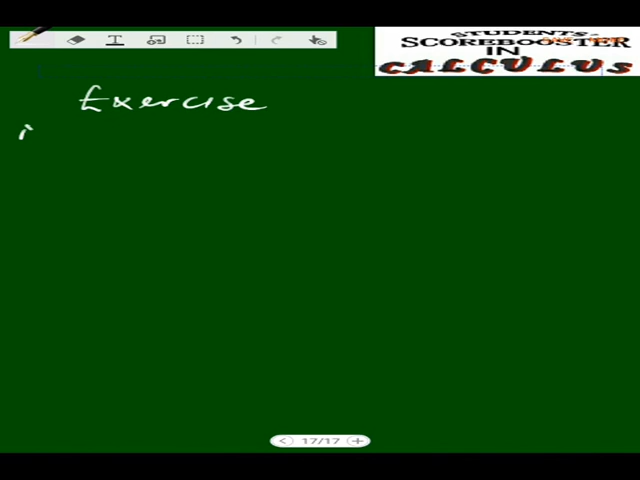 STUDENTS
SCOREBOOSTER
IN
CALCULUS
Exercise
i
17/17